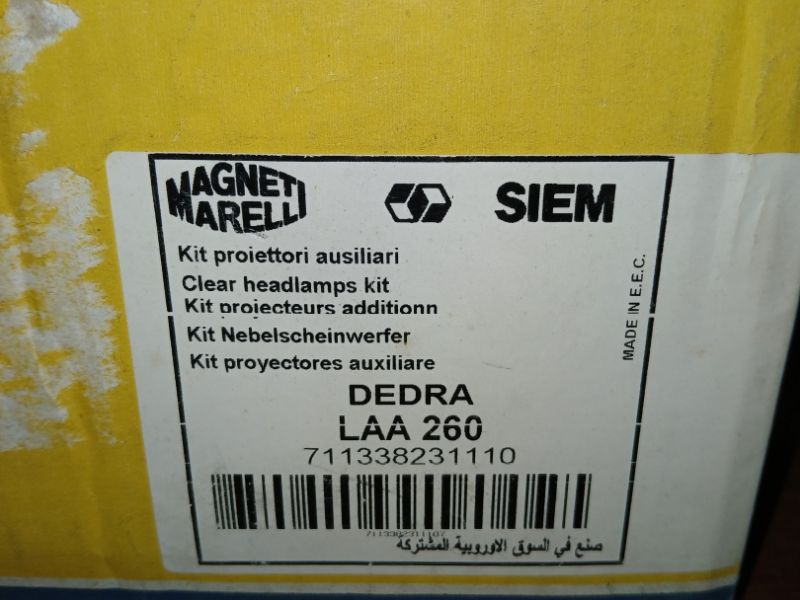 MAGNETI MARELLI
SIEM
Kit proiettori ausiliari
Clear headlamps kit
Kit projecteurs additionn
Kit Nebelscheinwerfer
Kit proyectores auxiliare
MADE IN E.E.C.
DEDRA
LAA 260
711338231110
7113382311107
صنع في السوق الاوروبية المشتركة